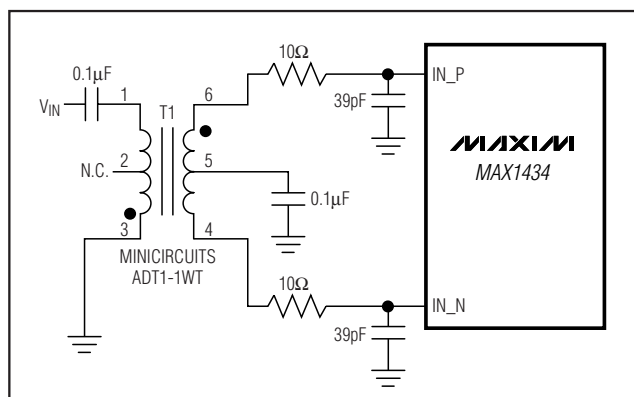 10Ω
0.1μF
1
6
IN_P
39pF
V_IN
T1
MAXIM
MAX1434
2
5
N.C.
0.1μF
3
4
MINICIRCUITS
ADT1-1WT
10Ω
IN_N
39pF